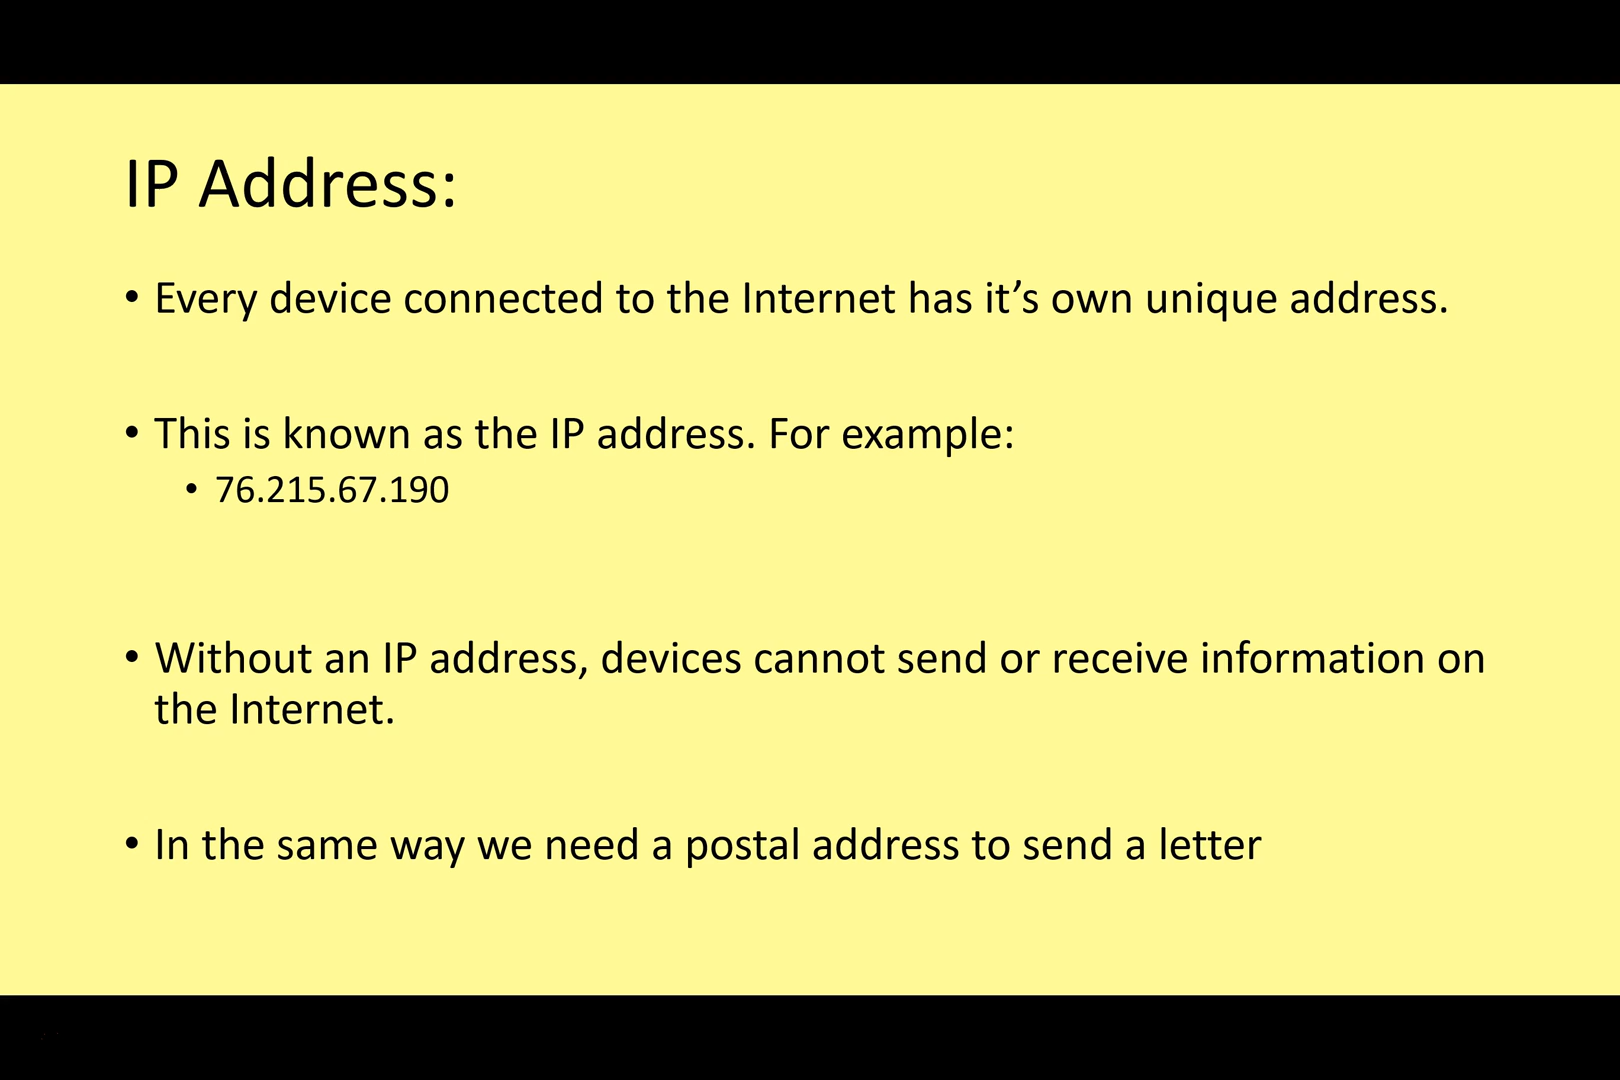 IP Address:
• Every device connected to the Internet has it’s own unique address.
• This is known as the IP address. For example:
• 76.215.67.190
• Without an IP address, devices cannot send or receive information on
the Internet.
• In the same way we need a postal address to send a letter